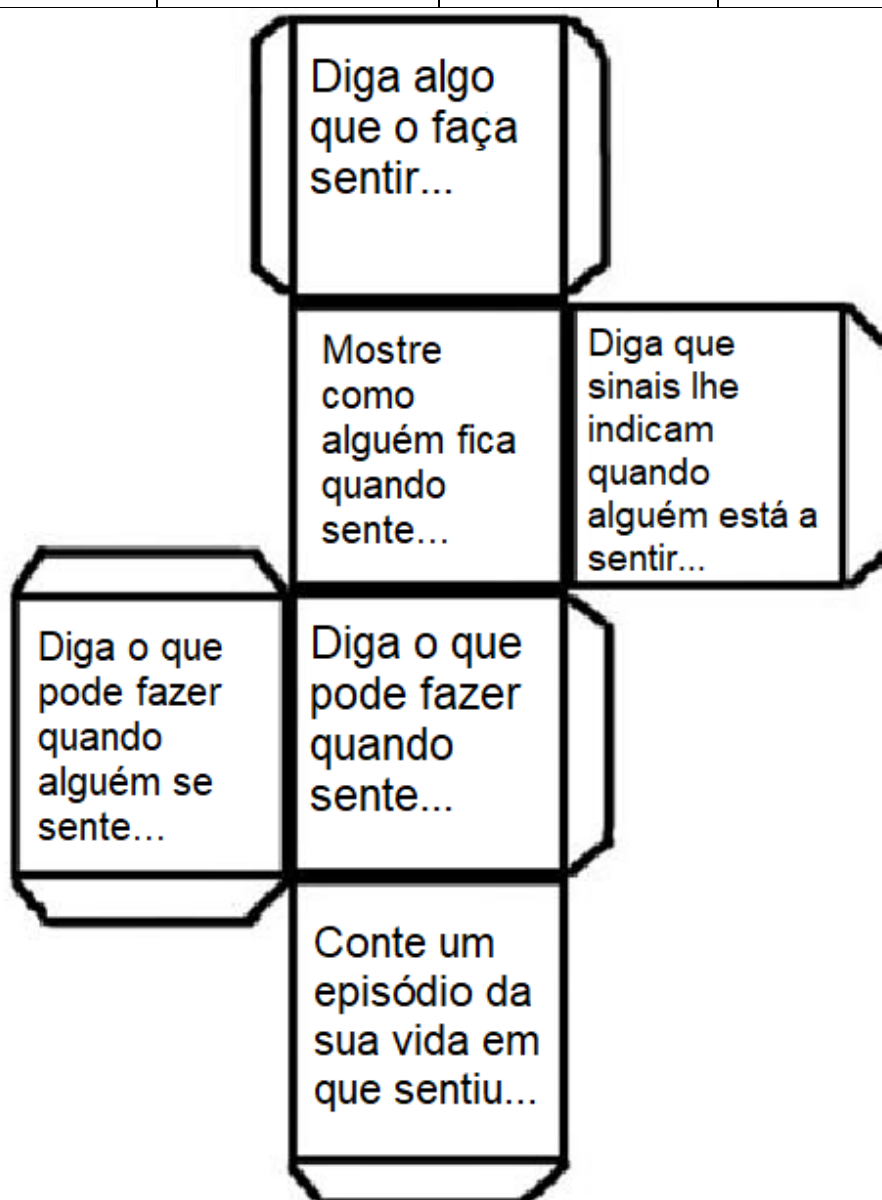 Diga algo
que o faça
sentir...
Mostre
como
alguém fica
quando
sente...
Diga que
sinais lhe
indicam
quando
alguém está a
sentir...
Diga o que
pode fazer
quando
alguém se
sente...
Diga o que
pode fazer
quando
sente...
Conte um
episódio da
sua vida em
que sentiu...